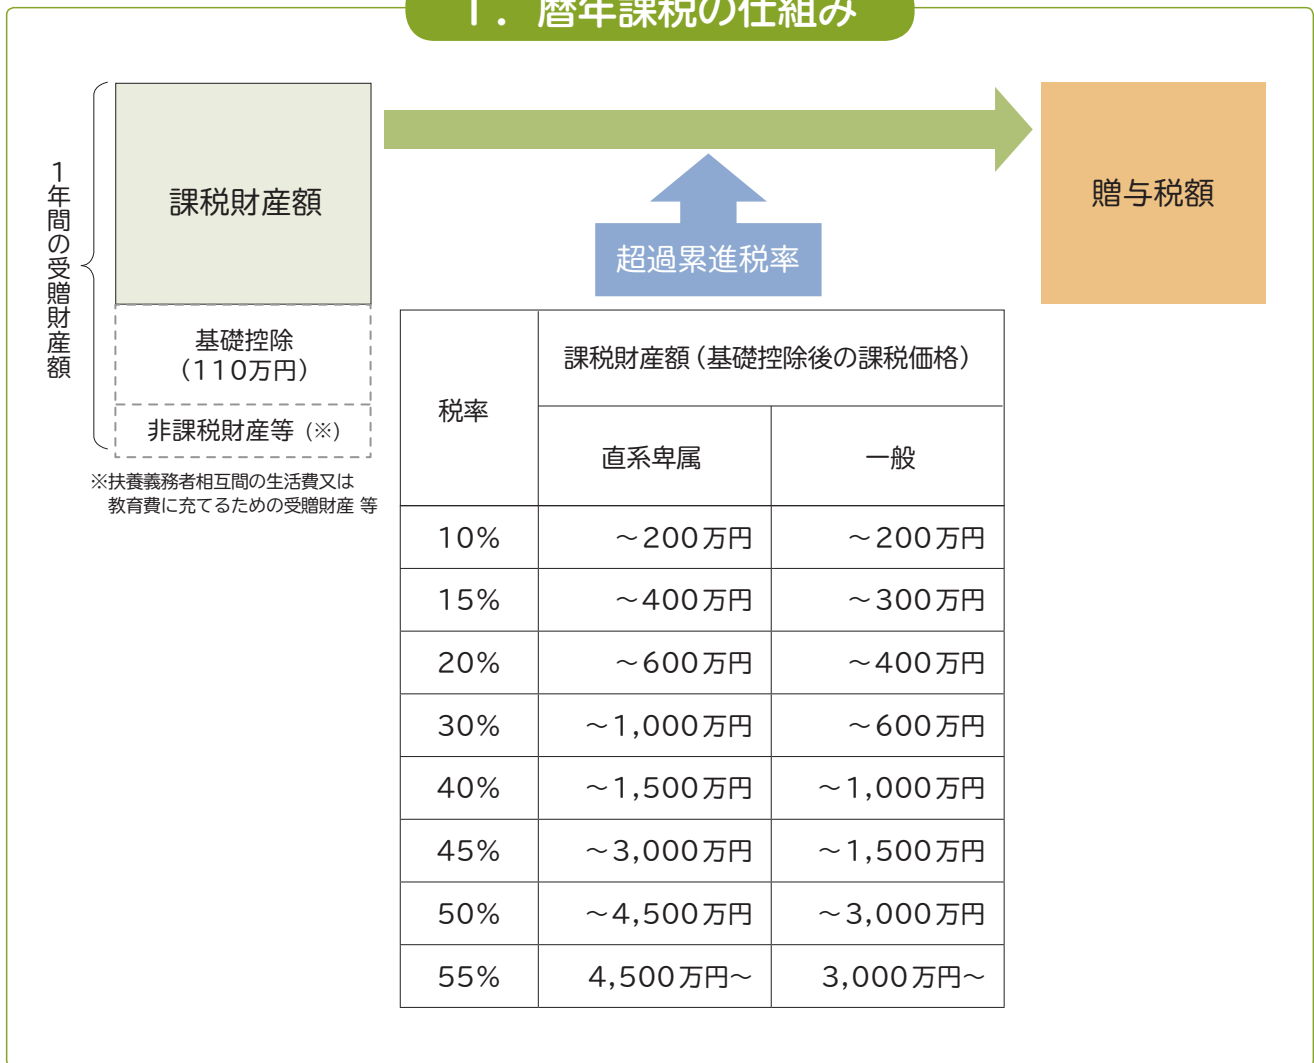 1. 暦年課税の仕組み
1年間の受贈財産額
課税財産額
基礎控除
（110万円）
非課税財産等（※）
※扶養義務者相互間の生活費又は
教育費に充てるための受贈財産 等
超過累進税率
贈与税額
税率
課税財産額（基礎控除後の課税価格）
直系卑属 一般
10% ～200万円 ～200万円
15% ～400万円 ～300万円
20% ～600万円 ～400万円
30% ～1,000万円 ～600万円
40% ～1,500万円 ～1,000万円
45% ～3,000万円 ～1,500万円
50% ～4,500万円 ～3,000万円
55% 4,500万円～ 3,000万円～